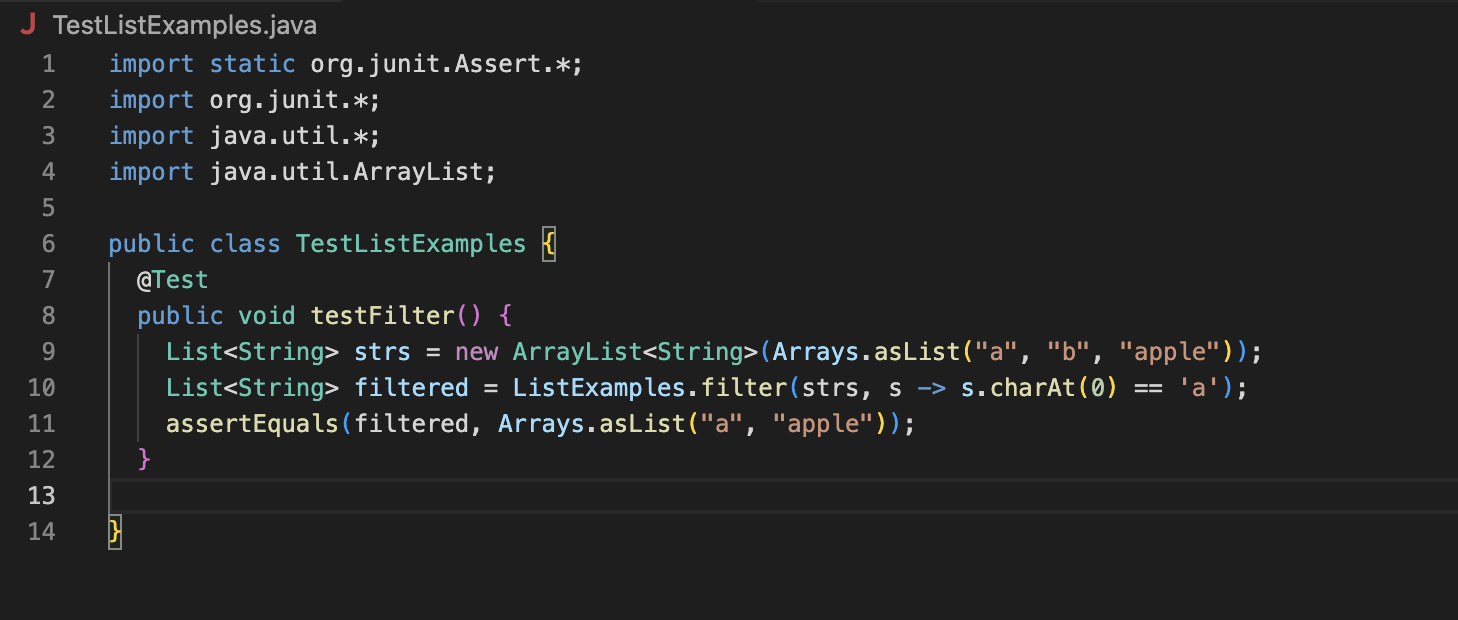 J TestListExamples.java
1 import static org.junit.Assert.*;
2 import org.junit.*;
3 import java.util.*;
4 import java.util.ArrayList;
5
6 public class TestListExamples {
7   @Test
8   public void testFilter() {
9     List<String> strs = new ArrayList<String>(Arrays.asList("a", "b", "apple"));
10     List<String> filtered = ListExamples.filter(strs, s -> s.charAt(0) == 'a');
11     assertEquals(filtered, Arrays.asList("a", "apple"));
12   }
13
14 }